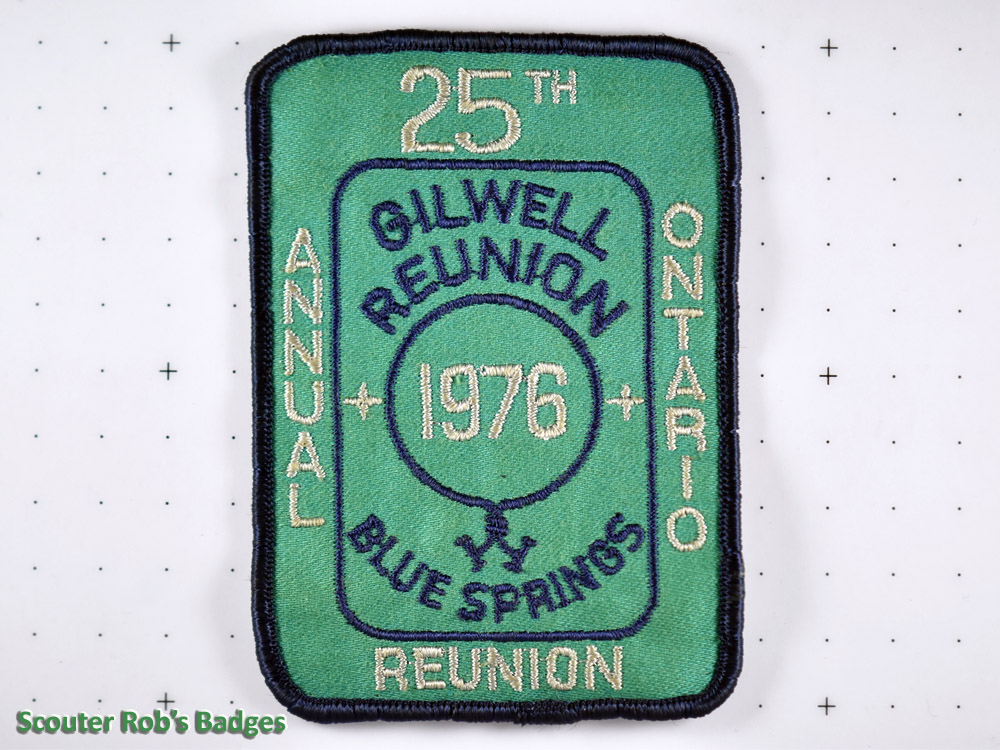 25TH
ANNUAL
ONTARIO
GILWELL
REUNION
1976
BLUE SPRINGS
REUNION
Scouter Rob's Badges